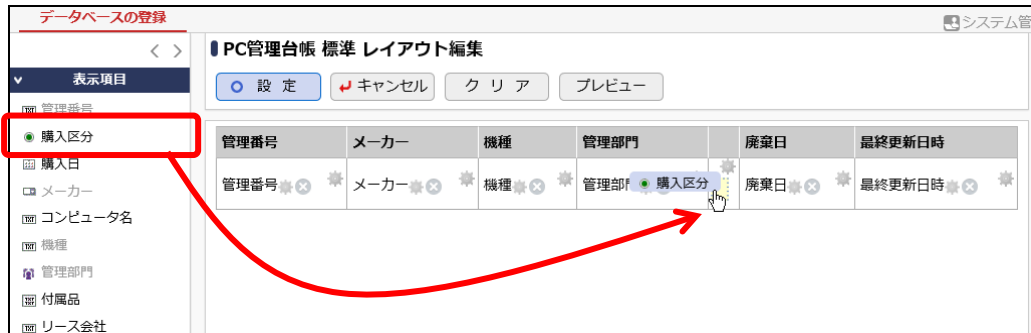 データベースの登録
システム管
PC管理台帳 標準 レイアウト編集
表示項目
設 定
キャンセル
ク リ ア
プレビュー
管理番号
購入区分
購入日
メーカー
コンピュータ名
機種
管理部門
付属品
リース会社
管理番号 メーカー 機種 管理部門 廃棄日 最終更新日時
管理番号 メーカー 機種 管理部 購入区分 廃棄日 最終更新日時